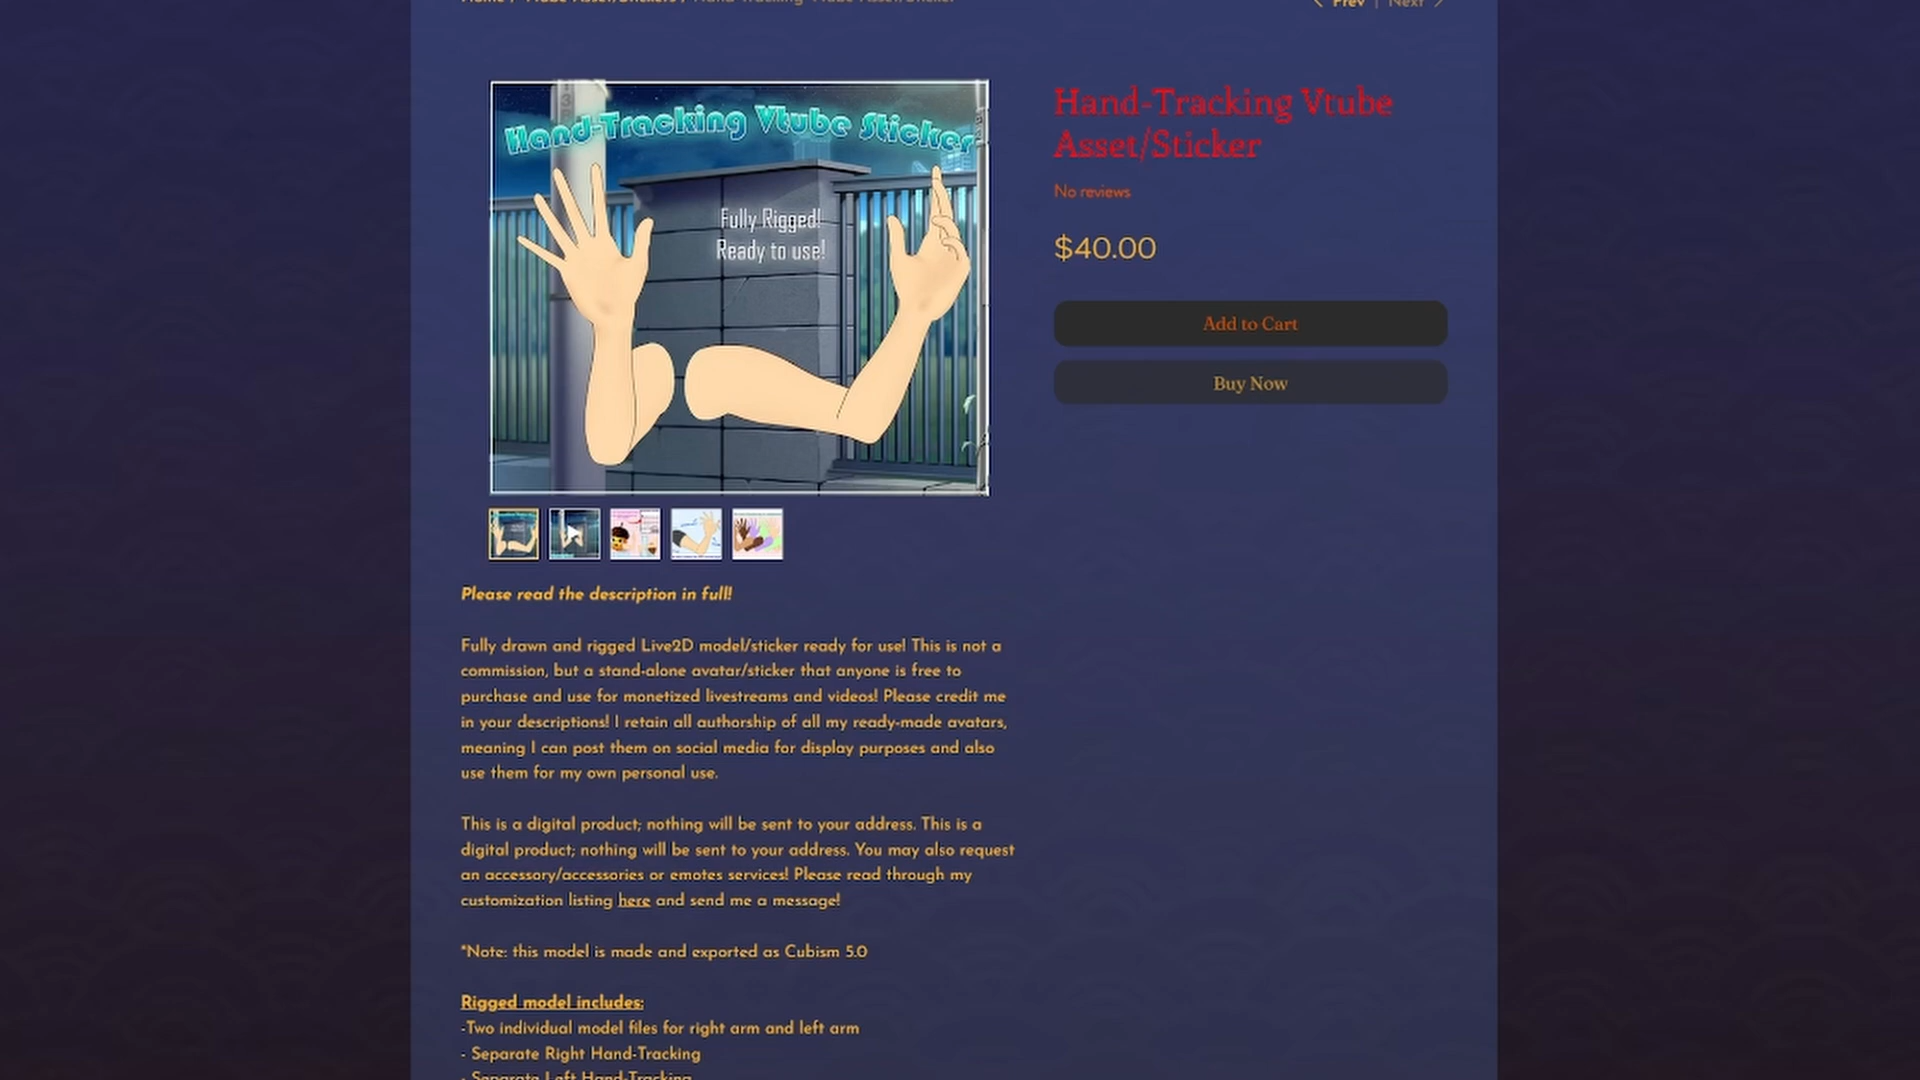 Prev | Next
Hand-Tracking Vtube Sticker
Fully Rigged!
Ready to use!
Hand-Tracking Vtube
Asset/Sticker
No reviews
$40.00
Add to Cart
Buy Now
Please read the description in full!
Fully drawn and rigged Live2D model/sticker ready for use! This is not a
commission, but a stand-alone avatar/sticker that anyone is free to
purchase and use for monetized livestreams and videos! Please credit me
in your descriptions! I retain all authorship of all my ready-made avatars,
meaning I can post them on social media for display purposes and also
use them for my own personal use.
This is a digital product; nothing will be sent to your address. This is a
digital product; nothing will be sent to your address. You may also request
an accessory/accessories or emotes services! Please read through my
customization listing here and send me a message!
*Note: this model is made and exported as Cubism 5.0
Rigged model includes:
-Two individual model files for right arm and left arm
- Separate Right Hand-Tracking
- Separate Left Hand-Tracking